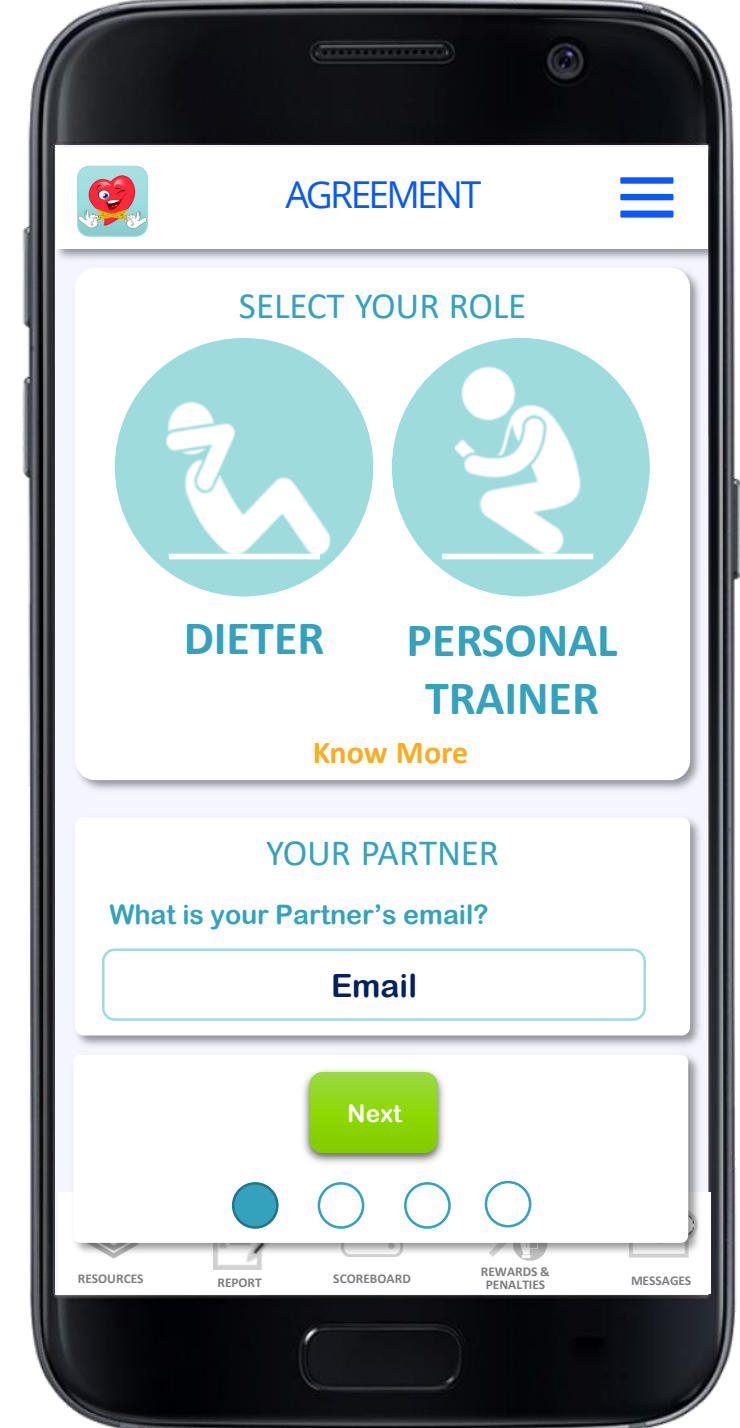 AGREEMENT
SELECT YOUR ROLE
DIETER
PERSONAL
TRAINER
Know More
YOUR PARTNER
What is your Partner’s email?
Email
Next
RESOURCES
REPORT
SCOREBOARD
REWARDS &
PENALTIES
MESSAGES